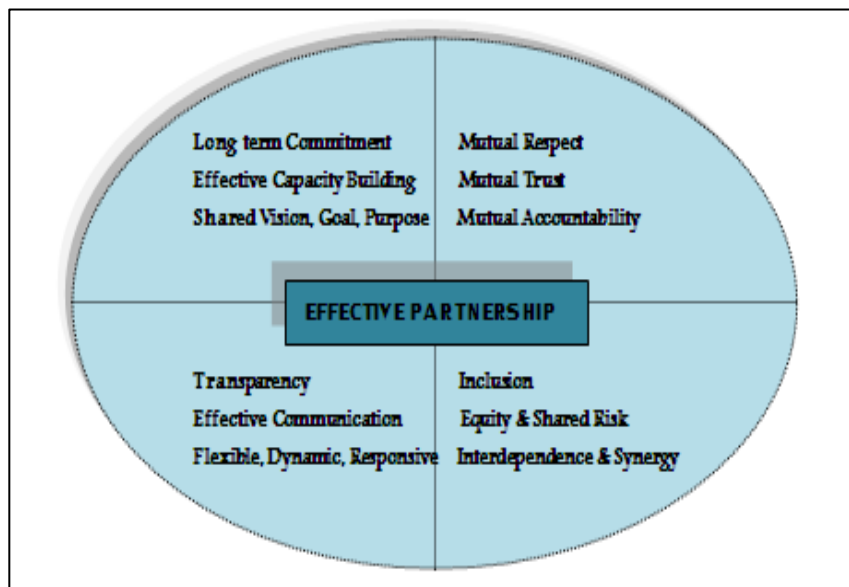 Long term Commitment
Effective Capacity Building
Shared Vision, Goal, Purpose
Mutual Respect
Mutual Trust
Mutual Accountability
EFFECTIVE PARTNERSHIP
Transparency
Effective Communication
Flexible, Dynamic, Responsive
Inclusion
Equity & Shared Risk
Interdependence & Synergy